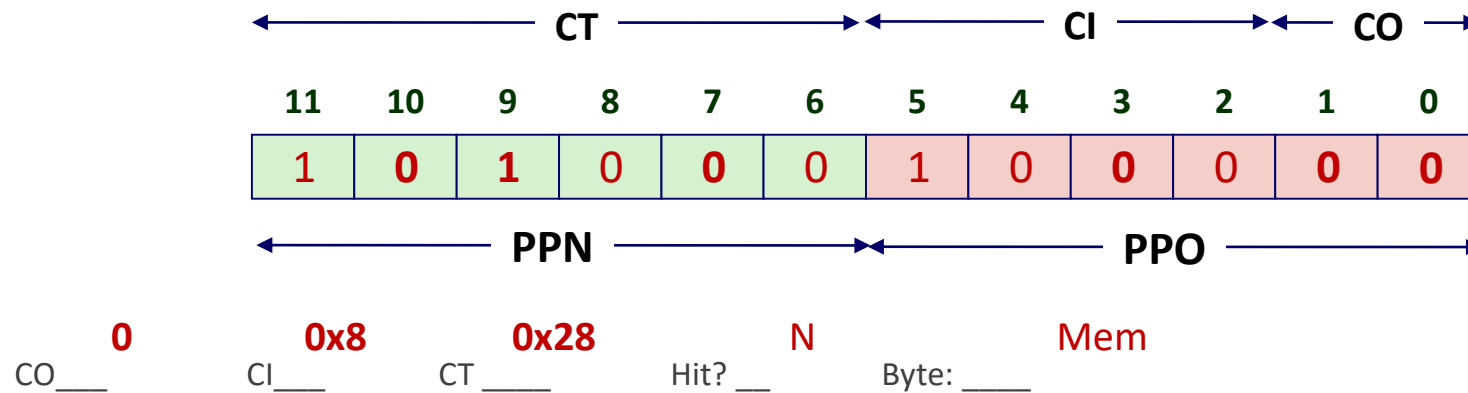 CT CI CO
11 10 9 8 7 6 5 4 3 2 1 0
1 0 1 0 0 0 1 0 0 0 0 0
PPN PPO
0 0x8 0x28 N Mem
CO___ CI___ CT ____ Hit? __ Byte: ____